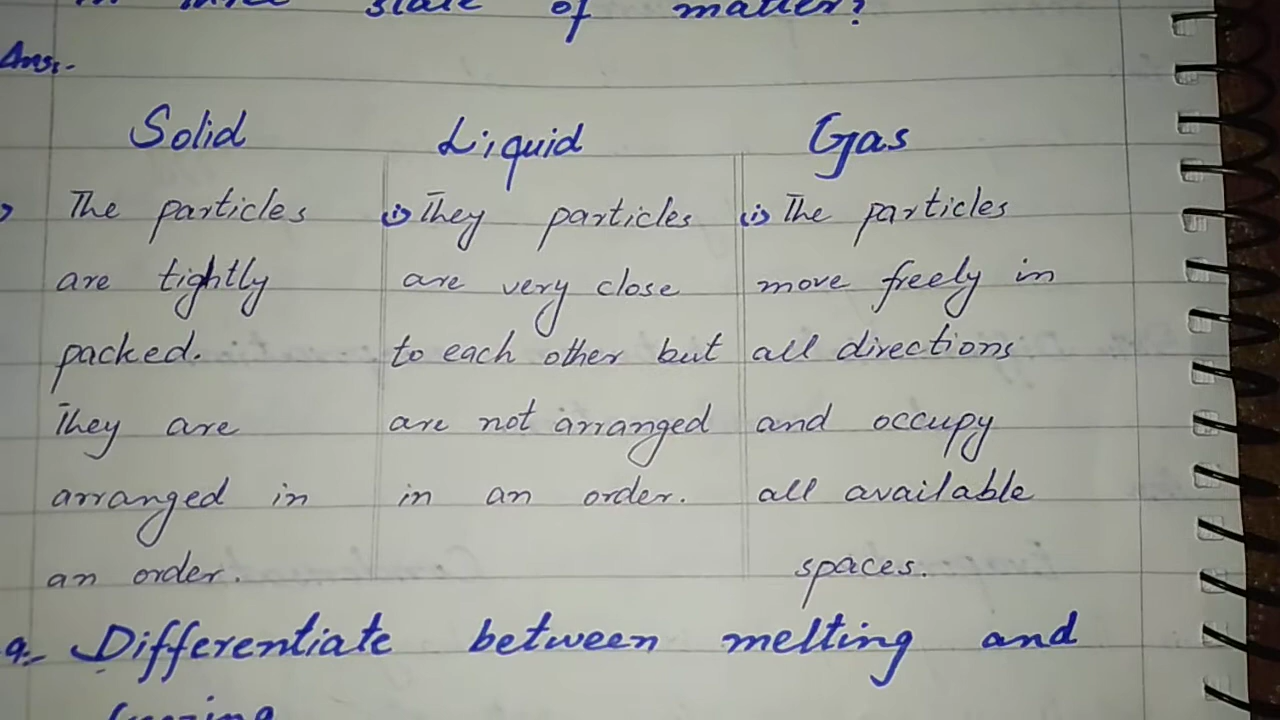 state of matter?
Ans:-
Solid Liquid Gas
The particles (i) They particles (i) The particles
are tightly are very close move freely in
packed. to each other but all directions
They are are not arranged and occupy
arranged in in an order. all available
an order. spaces.
9:- Differentiate between melting and